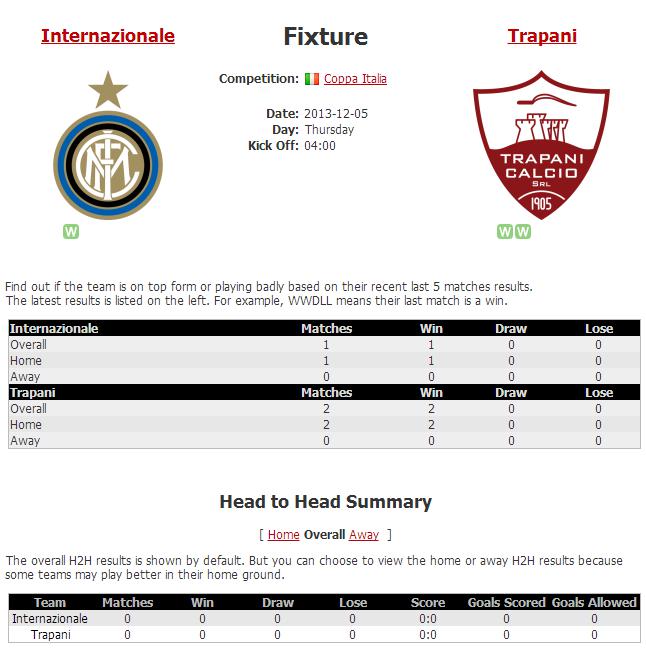 Internazionale
Fixture
Trapani
Competition: Coppa Italia
Date: 2013-12-05
Day: Thursday
Kick Off: 04:00
TRAPANI
CALCIO
SRL
1905
W
W W
Find out if the team is on top form or playing badly based on their recent last 5 matches results.
The latest results is listed on the left. For example, WWDLL means their last match is a win.
Internazionale Matches Win Draw Lose
Overall 1 1 0 0
Home 1 1 0 0
Away 0 0 0 0
Trapani Matches Win Draw Lose
Overall 2 2 0 0
Home 2 2 0 0
Away 0 0 0 0
Head to Head Summary
[ Home Overall Away ]
The overall H2H results is shown by default. But you can choose to view the home or away H2H results because
some teams may play better in their home ground.
Team Matches Win Draw Lose Score Goals Scored Goals Allowed
Internazionale 0 0 0 0 0:0 0 0
Trapani 0 0 0 0 0:0 0 0